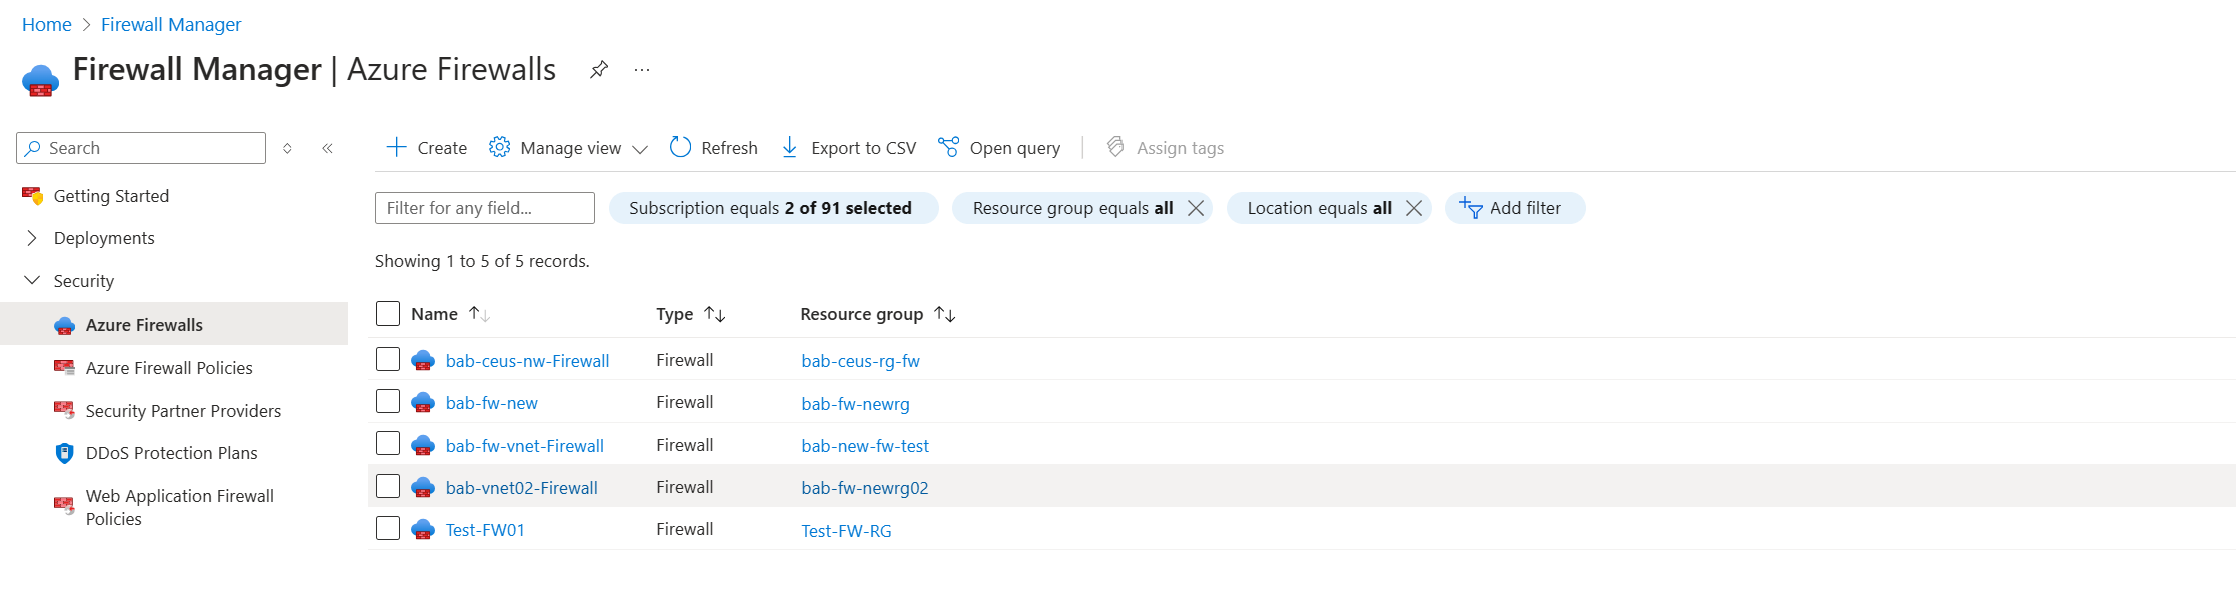 Home > Firewall Manager
Firewall Manager | Azure Firewalls ...
Search
Getting Started
Deployments
Security
Azure Firewalls
Azure Firewall Policies
Security Partner Providers
DDoS Protection Plans
Web Application Firewall
Policies
Create Manage view Refresh Export to CSV Open query Assign tags
Filter for any field... Subscription equals 2 of 91 selected Resource group equals all Location equals all Add filter
Showing 1 to 5 of 5 records.
Name Type Resource group
bab-ceus-nw-Firewall Firewall bab-ceus-rg-fw
bab-fw-new Firewall bab-fw-newrg
bab-fw-vnet-Firewall Firewall bab-new-fw-test
bab-vnet02-Firewall Firewall bab-fw-newrg02
Test-FW01 Firewall Test-FW-RG